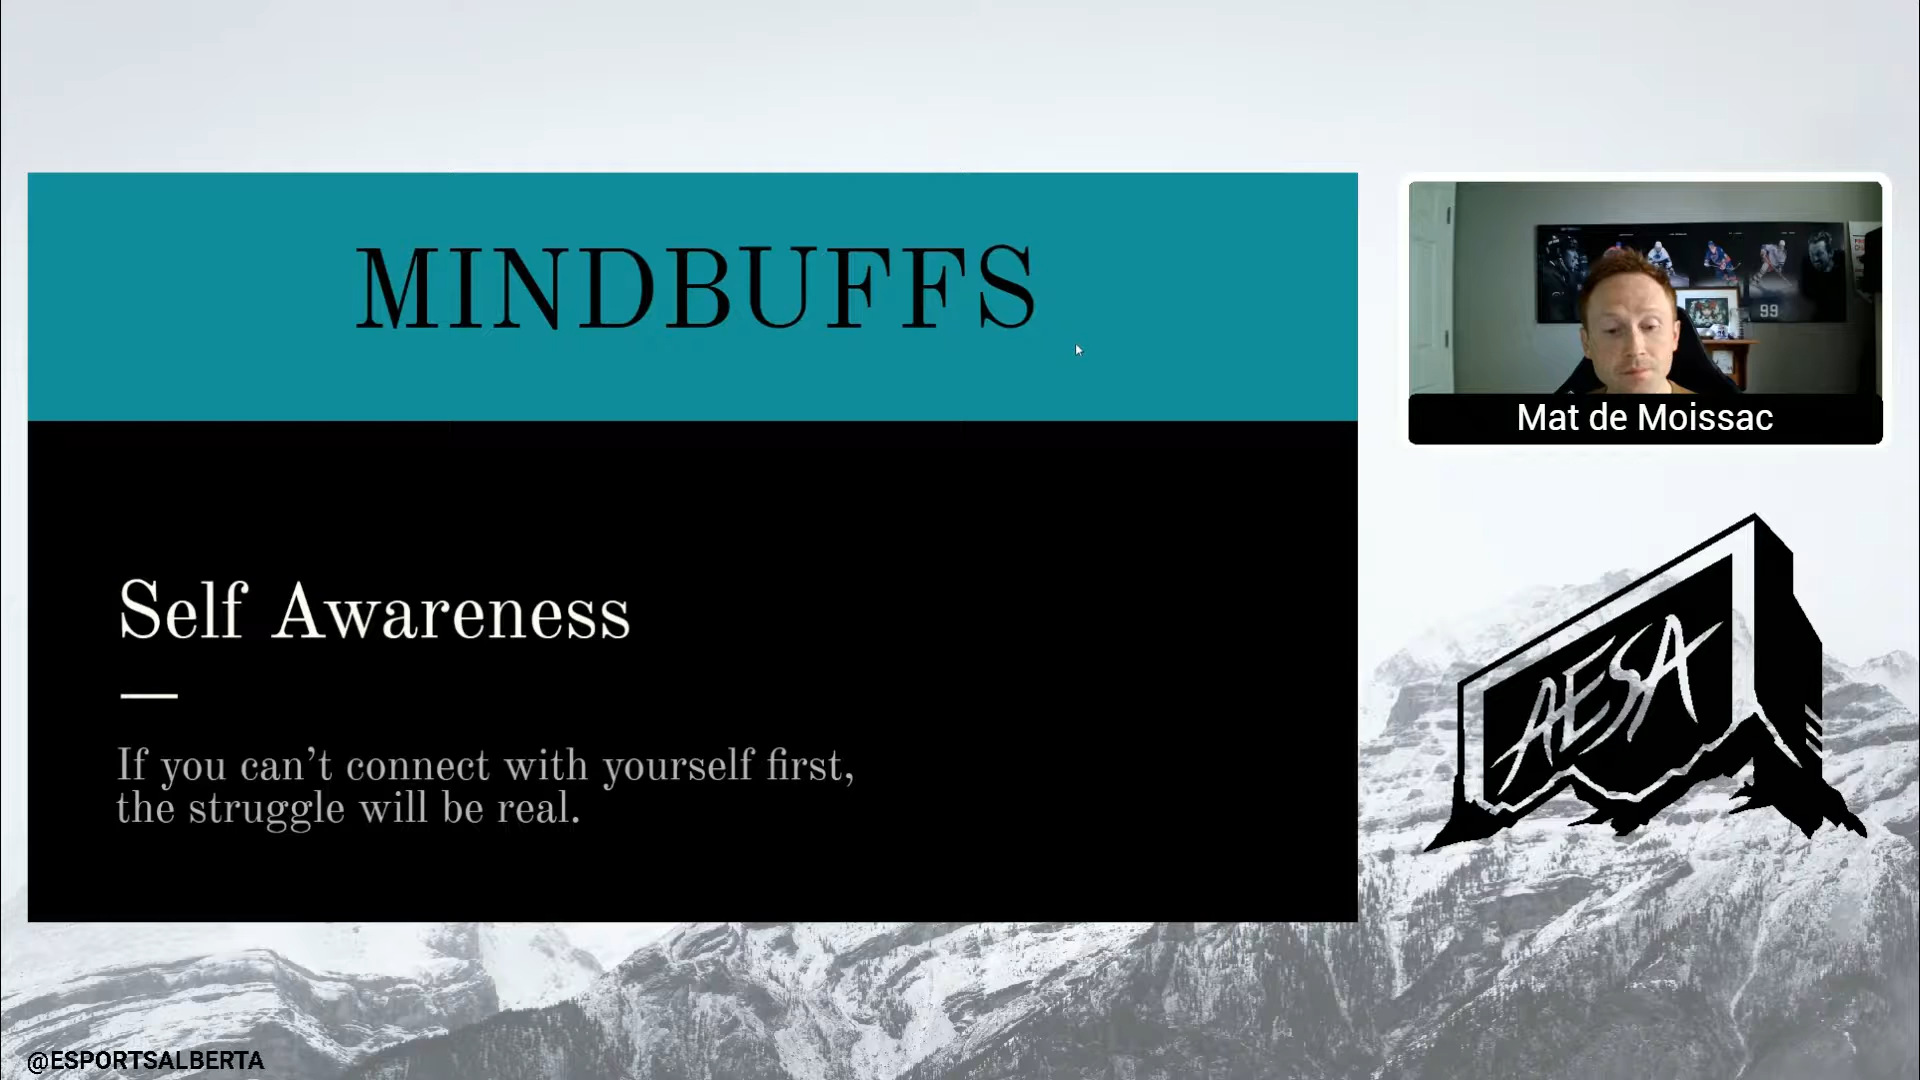 MINDBUFFS
Self Awareness
If you can’t connect with yourself first,
the struggle will be real.
99
Mat de Moissac
AESA
@ESPORTSALBERTA